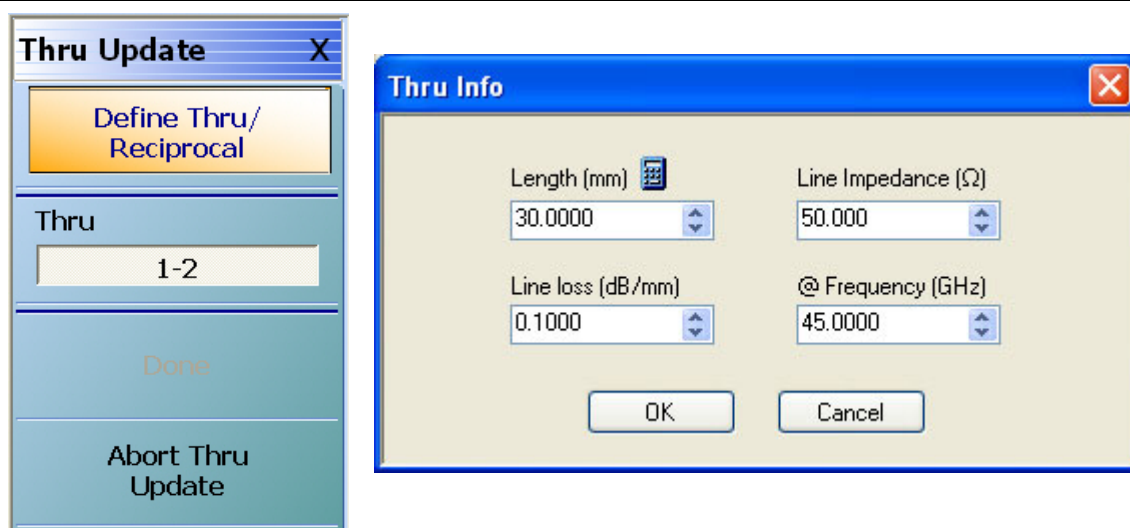 Thru Update X
Define Thru/
Reciprocal
Thru
1-2
Done
Abort Thru
Update
Thru Info
Length (mm) Line Impedance (Ω)
30.0000 50.000
Line loss (dB/mm) @ Frequency (GHz)
0.1000 45.0000
OK Cancel